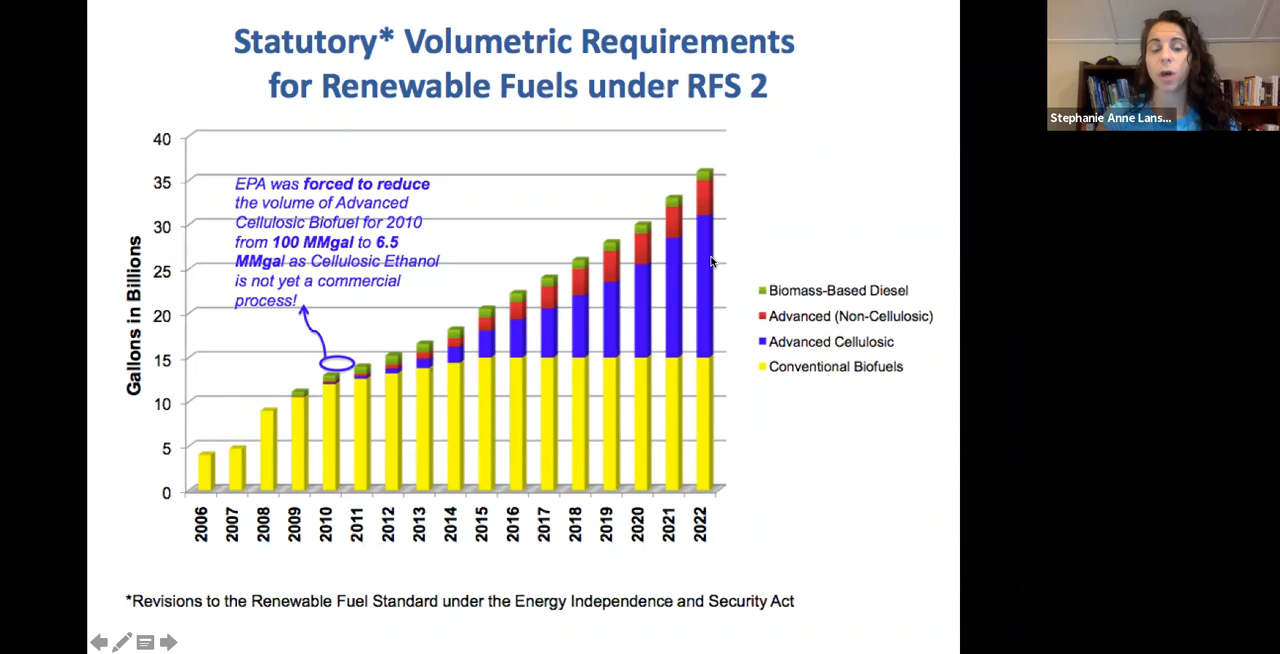 Statutory* Volumetric Requirements
for Renewable Fuels under RFS 2
Stephanie Anne Lans...
Gallons in Billions
40
35
30
25
20
15
10
5
0
EPA was forced to reduce
the volume of Advanced
Cellulosic Biofuel for 2010
from 100 MMgal to 6.5
MMgal as Cellulosic Ethanol
is not yet a commercial
process!
Biomass-Based Diesel
Advanced (Non-Cellulosic)
Advanced Cellulosic
Conventional Biofuels
2006
2007
2008
2009
2010
2011
2012
2013
2014
2015
2016
2017
2018
2019
2020
2021
2022
*Revisions to the Renewable Fuel Standard under the Energy Independence and Security Act